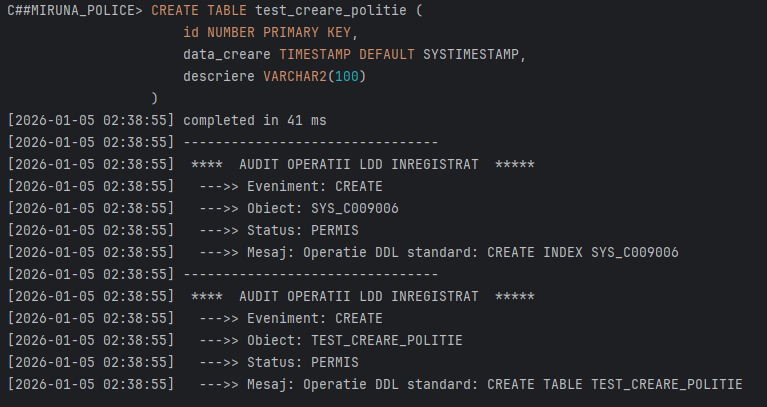 C##MIRUNA_POLICE> CREATE TABLE test_creare_politie (
id NUMBER PRIMARY KEY,
data_creare TIMESTAMP DEFAULT SYSTIMESTAMP,
descriere VARCHAR2(100)
)
[2026-01-05 02:38:55] completed in 41 ms
[2026-01-05 02:38:55] -------------------------------
[2026-01-05 02:38:55]  ****  AUDIT OPERATII LDD INREGISTRAT  *****
[2026-01-05 02:38:55]   --->> Eveniment: CREATE
[2026-01-05 02:38:55]   --->> Obiect: SYS_C009006
[2026-01-05 02:38:55]   --->> Status: PERMIS
[2026-01-05 02:38:55]   --->> Mesaj: Operatie DDL standard: CREATE INDEX SYS_C009006
[2026-01-05 02:38:55] -------------------------------
[2026-01-05 02:38:55]  ****  AUDIT OPERATII LDD INREGISTRAT  *****
[2026-01-05 02:38:55]   --->> Eveniment: CREATE
[2026-01-05 02:38:55]   --->> Obiect: TEST_CREARE_POLITIE
[2026-01-05 02:38:55]   --->> Status: PERMIS
[2026-01-05 02:38:55]   --->> Mesaj: Operatie DDL standard: CREATE TABLE TEST_CREARE_POLITIE